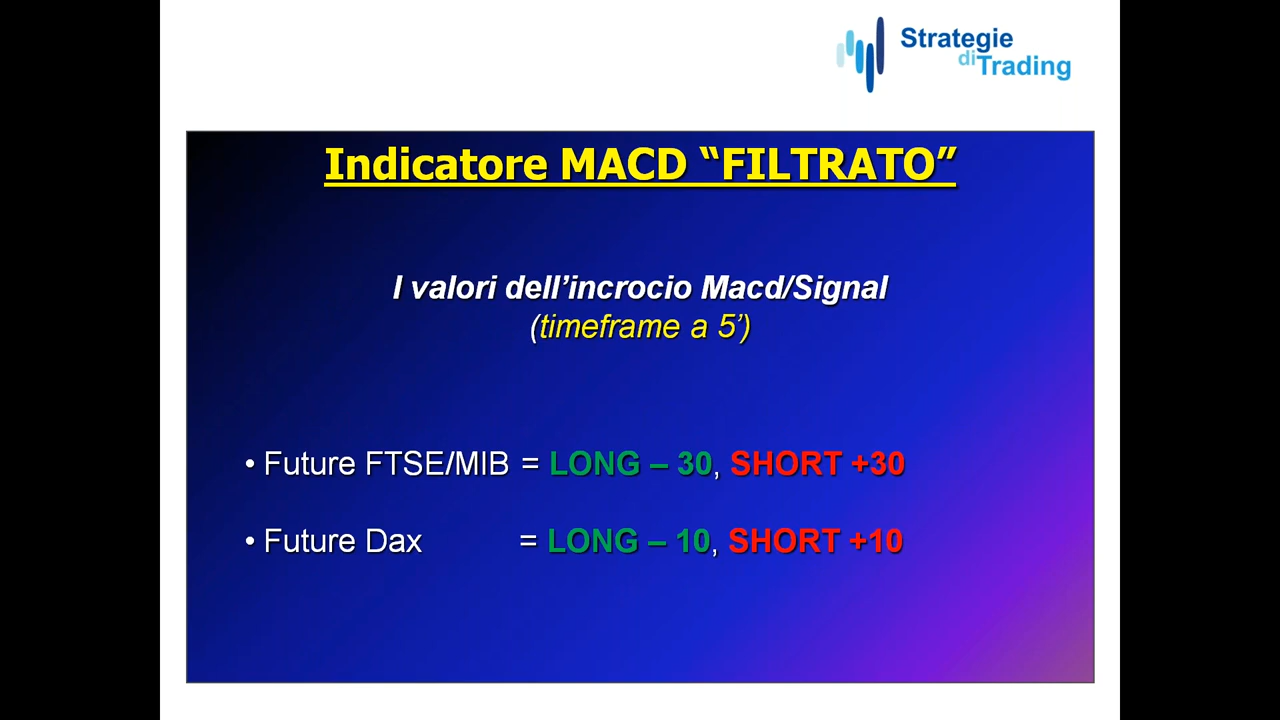 Strategie
di Trading
Indicatore MACD “FILTRATO”
I valori dell’incrocio Macd/Signal
(timeframe a 5’)
• Future FTSE/MIB = LONG – 30, SHORT +30
• Future Dax = LONG – 10, SHORT +10